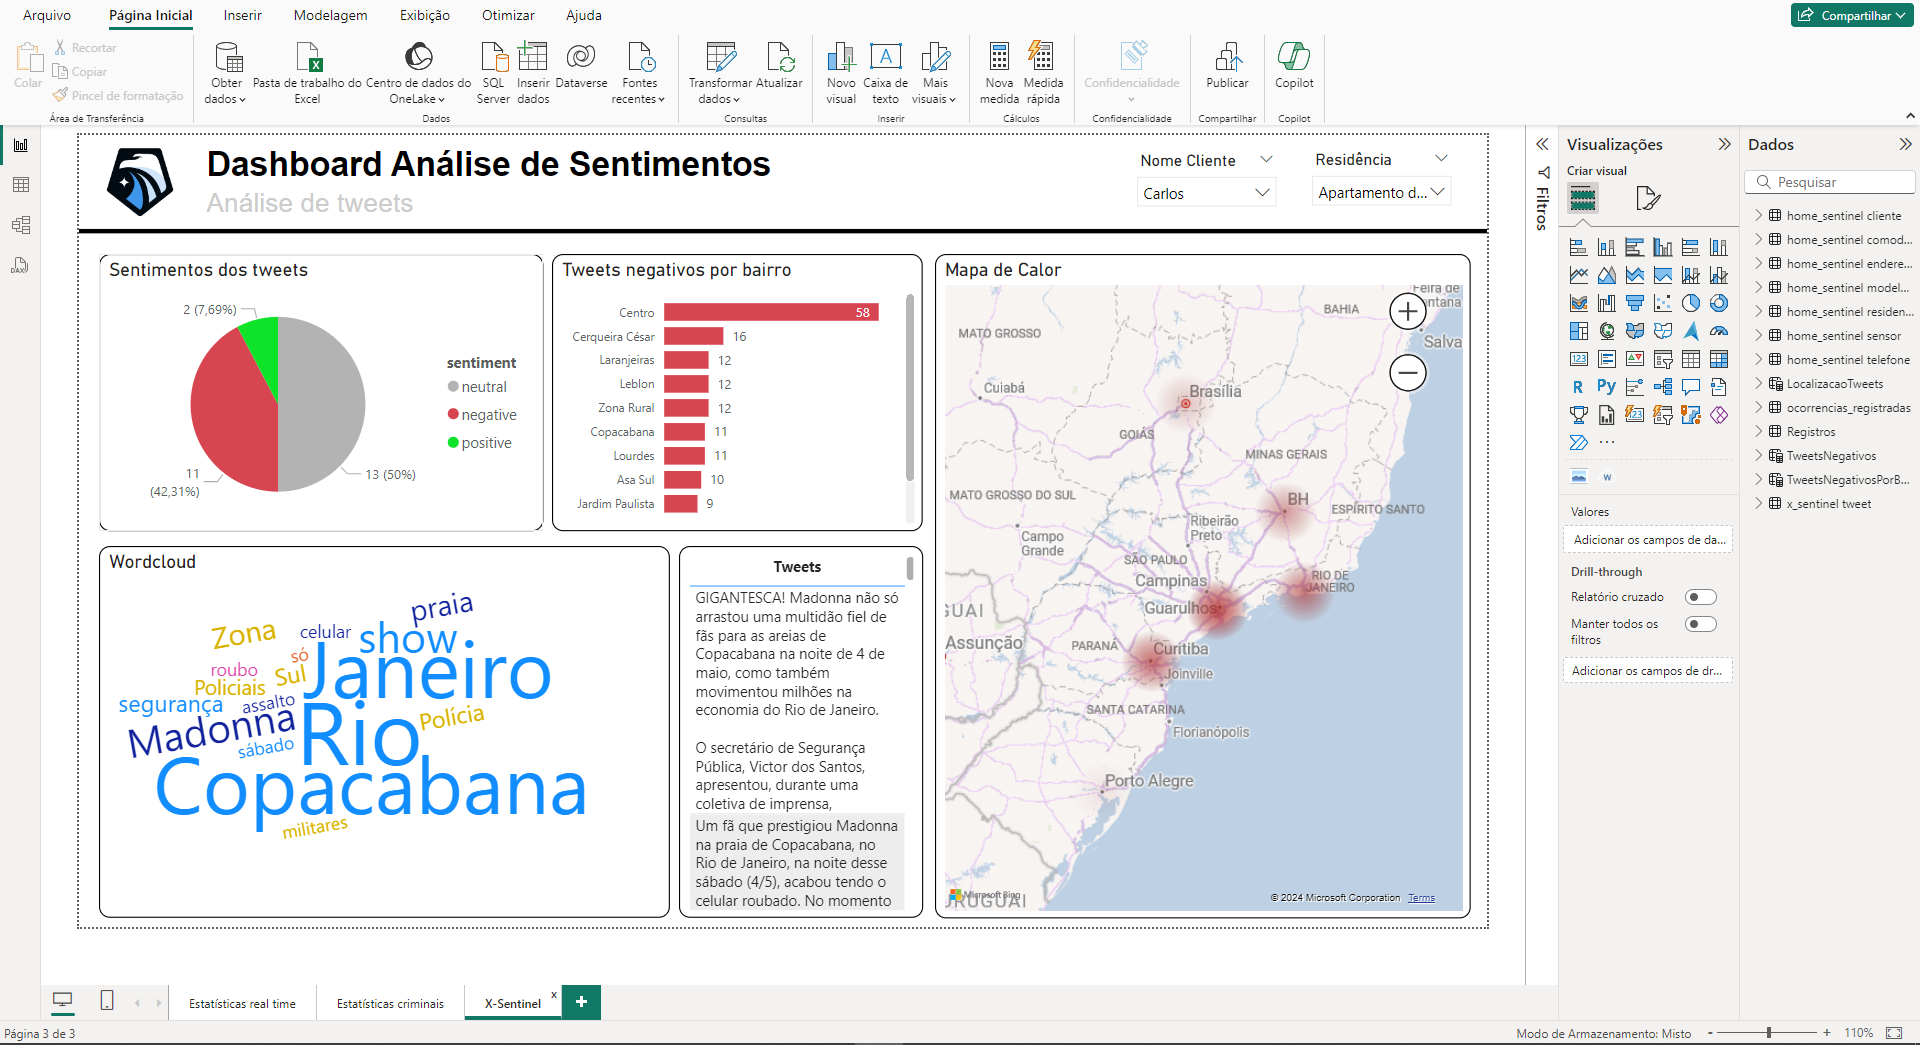 Arquivo
Página Inicial
Inserir
Modelagem
Exibição
Otimizar
Ajuda
Compartilhar
Colar
Recortar
Copiar
Pincel de formatação
Área de Transferência
Obter dados
Pasta de trabalho do Excel
Centro de dados do OneLake
SQL Server
Inserir dados
Dataverse
Fontes recentes
Dados
Transformar dados
Atualizar
Consultas
Novo visual
Caixa de texto
A
Mais visuais
Inserir
Nova medida
Medida rápida
Cálculos
Confidencialidade
Confidencialidade
Publicar
Compartilhar
Copilot
Copilot
Dashboard Análise de Sentimentos
Análise de tweets
Nome Cliente
Carlos
Residência
Apartamento d...
Sentimentos dos tweets
2 (7,69%)
11
(42,31%)
13 (50%)
sentiment
neutral
negative
positive
Tweets negativos por bairro
Centro 58
Cerqueira César 16
Laranjeiras 12
Leblon 12
Zona Rural 12
Copacabana 11
Lourdes 11
Asa Sul 10
Jardim Paulista 9
Mapa de Calor
Feira de
Santana
BAHIA
MATO GROSSO
Salva
Cuiabá
Brasília
GOIÁS
MINAS GERAIS
MATO GROSSO DO SUL
BH
ESPÍRITO SANTO
Ribeirão
Preto
Campo
Grande
SÃO PAULO
RIO DE
JANEIRO
Campinas
Guarulhos
GUAI
Assunção
PARANÁ
Curitiba
Joinville
SANTA CATARINA
Florianópolis
Porto Alegre
Microsoft Bing
URUGUAI
© 2024 Microsoft Corporation Terms
Wordcloud
praia
Zona
celular
show
só
roubo
Sul
Janeiro
Policiais
segurança
assalto
Madonna
Rio
Polícia
sábado
Copacabana
militares
Tweets
GIGANTESCA! Madonna não só
arrastou uma multidão fiel de
fãs para as areias de
Copacabana na noite de 4 de
maio, como também
movimentou milhões na
economia do Rio de Janeiro.
O secretário de Segurança
Pública, Victor dos Santos,
apresentou, durante uma
coletiva de imprensa,
Um fã que prestigiou Madonna
na praia de Copacabana, no
Rio de Janeiro, na noite desse
sábado (4/5), acabou tendo o
celular roubado. No momento
Filtros
Visualizações
Criar visual
123
R
Py
123
W
Valores
Adicionar os campos de da...
Drill-through
Relatório cruzado
Manter todos os
filtros
Adicionar os campos de dr...
Dados
Pesquisar
home_sentinel cliente
home_sentinel comod...
home_sentinel endere...
home_sentinel model...
home_sentinel residen...
home_sentinel sensor
home_sentinel telefone
LocalizacaoTweets
ocorrencias_registradas
Registros
TweetsNegativos
TweetsNegativosPorB...
x_sentinel tweet
DAX
Estatísticas real time
Estatísticas criminais
X-Sentinel
x
+
Página 3 de 3
Modo de Armazenamento: Misto
- + 110%